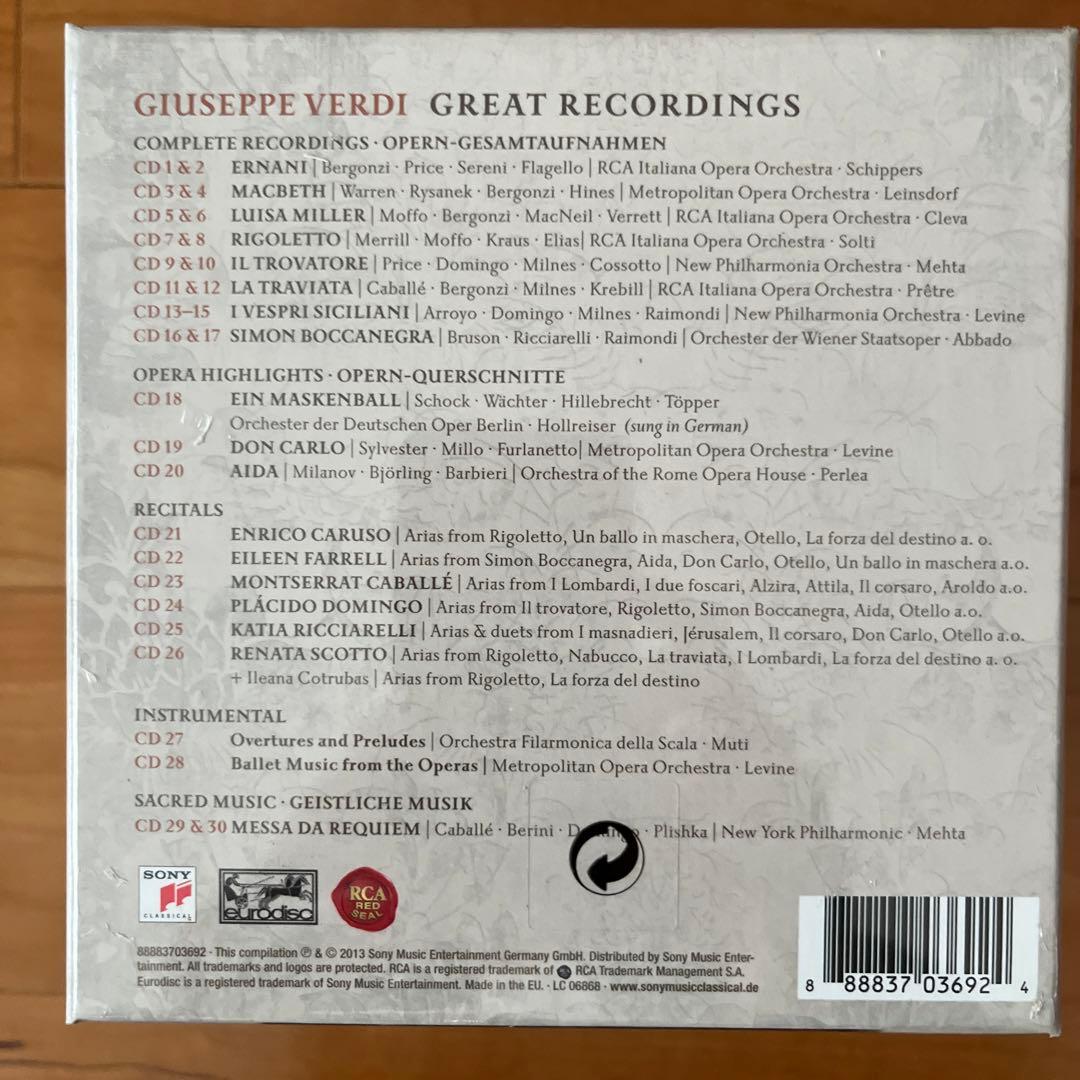 GIUSEPPE VERDI GREAT RECORDINGS
COMPLETE RECORDINGS · OPERN-GESAMTAUFNAHMEN
CD 1 & 2 ERNANI | Bergonzi · Price · Sereni · Flagello | RCA Italiana Opera Orchestra · Schippers
CD 3 & 4 MACBETH | Warren · Rysanek · Bergonzi · Hines | Metropolitan Opera Orchestra · Leinsdorf
CD 5 & 6 LUISA MILLER | Moffo · Bergonzi · MacNeil · Verrett | RCA Italiana Opera Orchestra · Cleva
CD 7 & 8 RIGOLETTO | Merrill · Moffo · Kraus · Elias| RCA Italiana Opera Orchestra · Solti
CD 9 & 10 IL TROVATORE | Price · Domingo · Milnes · Cossotto | New Philharmonia Orchestra · Mehta
CD 11 & 12 LA TRAVIATA | Caballé · Bergonzi · Milnes · Krebill | RCA Italiana Opera Orchestra · Prêtre
CD 13–15 I VESPRI SICILIANI | Arroyo · Domingo · Milnes · Raimondi | New Philharmonia Orchestra · Levine
CD 16 & 17 SIMON BOCCANEGRA | Bruson · Ricciarelli · Raimondi | Orchester der Wiener Staatsoper · Abbado
OPERA HIGHLIGHTS · OPERN-QUERSCHNITTE
CD 18 EIN MASKENBALL | Schock · Wächter · Hillebrecht · Töpper
Orchester der Deutschen Oper Berlin · Hollreiser (sung in German)
CD 19 DON CARLO | Sylvester · Millo · Furlanetto| Metropolitan Opera Orchestra · Levine
CD 20 AIDA | Milanov · Björling · Barbieri | Orchestra of the Rome Opera House · Perlea
RECITALS
CD 21 ENRICO CARUSO | Arias from Rigoletto, Un ballo in maschera, Otello, La forza del destino a. o.
CD 22 EILEEN FARRELL | Arias from Simon Boccanegra, Aida, Don Carlo, Otello, Un ballo in maschera a.o.
CD 23 MONTSERRAT CABALLÉ | Arias from I Lombardi, I due foscari, Alzira, Attila, Il corsaro, Aroldo a.o.
CD 24 PLÁCIDO DOMINGO | Arias from Il trovatore, Rigoletto, Simon Boccanegra, Aida, Otello a.o.
CD 25 KATIA RICCIARELLI | Arias & duets from I masnadieri, Jérusalem, Il corsaro, Don Carlo, Otello a.o.
CD 26 RENATA SCOTTO | Arias from Rigoletto, Nabucco, La traviata, I Lombardi, La forza del destino a. o.
+ Ileana Cotrubas | Arias from Rigoletto, La forza del destino
INSTRUMENTAL
CD 27 Overtures and Preludes | Orchestra Filarmonica della Scala · Muti
CD 28 Ballet Music from the Operas | Metropolitan Opera Orchestra · Levine
SACRED MUSIC · GEISTLICHE MUSIK
CD 29 & 30 MESSA DA REQUIEM | Caballé · Berini · Domingo · Plishka | New York Philharmonic · Mehta
SONY
CLASSICAL
eurodisc
RCA
RED
SEAL
88883703692 · This compilation ℗ & © 2013 Sony Music Entertainment Germany GmbH. Distributed by Sony Music Enter-
tainment. All trademarks and logos are protected. RCA is a registered trademark of RCA Trademark Management S.A.
Eurodisc is a registered trademark of Sony Music Entertainment. Made in the EU. · LC 06868 · www.sonymusicclassical.de
8 88837 03692 4